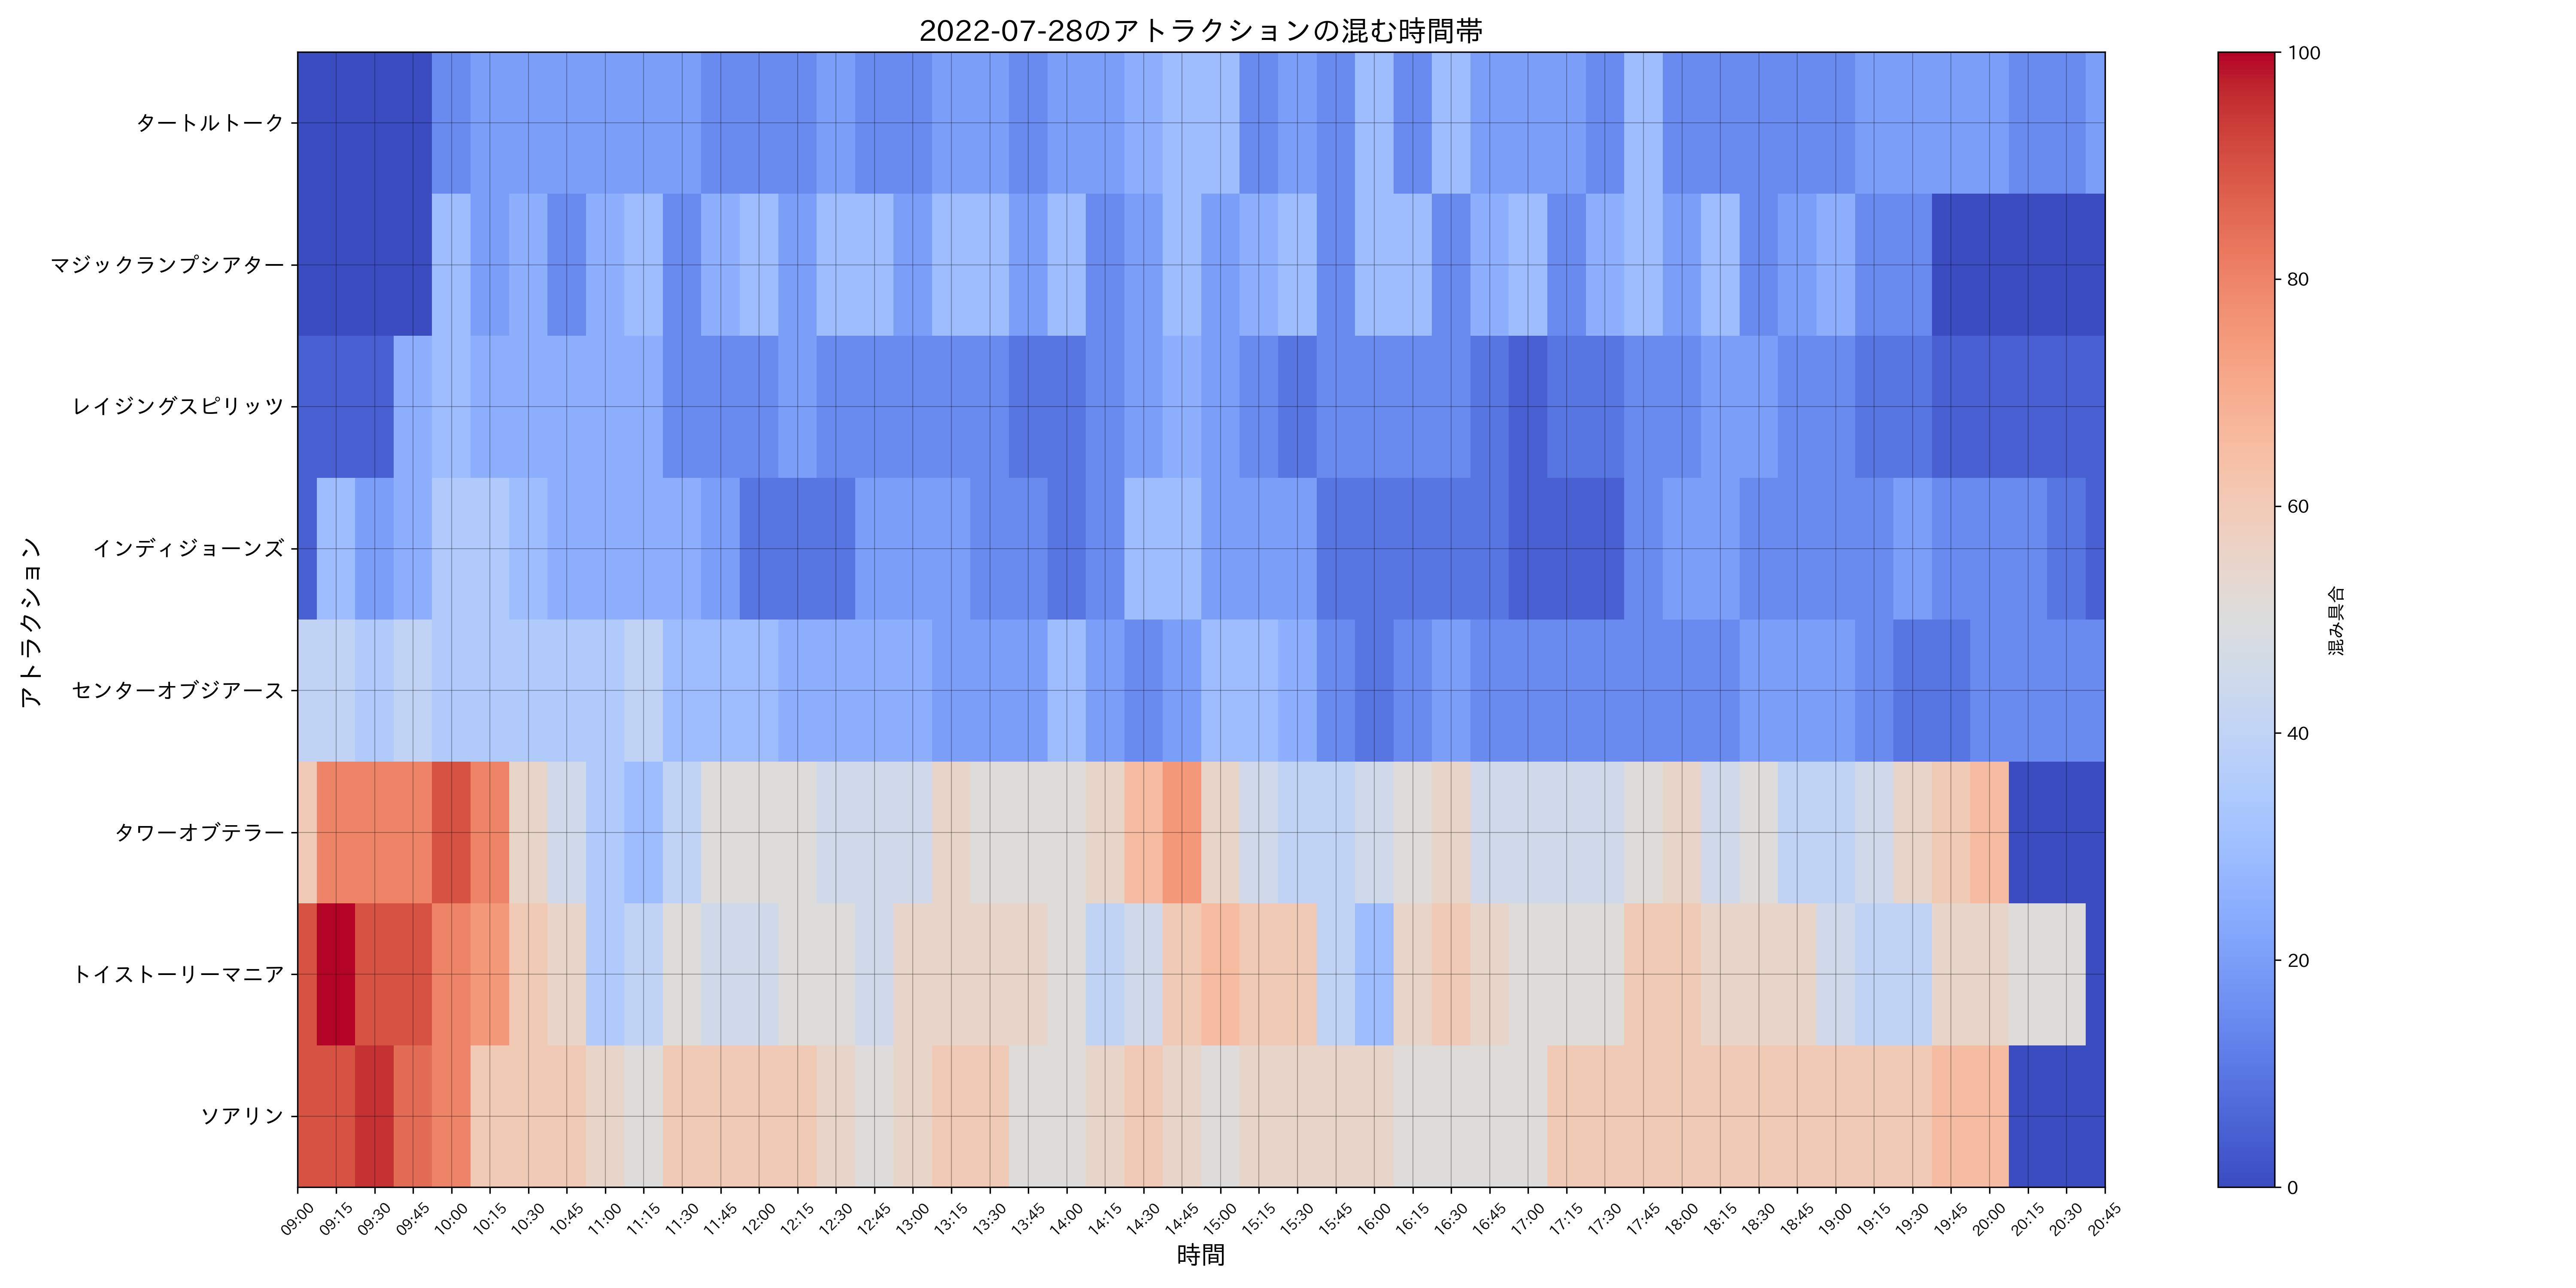 2022-07-28のアトラクションの混む時間帯
アトラクション
タートルトーク
マジックランプシアター
レイジングスピリッツ
インディジョーンズ
センターオブジアース
タワーオブテラー
トイストーリーマニア
ソアリン
09:00 09:15 09:30 09:45 10:00 10:15 10:30 10:45 11:00 11:15 11:30 11:45 12:00 12:15 12:30 12:45 13:00 13:15 13:30 13:45 14:00 14:15 14:30 14:45 15:00 15:15 15:30 15:45 16:00 16:15 16:30 16:45 17:00 17:15 17:30 17:45 18:00 18:15 18:30 18:45 19:00 19:15 19:30 19:45 20:00 20:15 20:30 20:45
時間
100
80
60
40
20
0
混み具合